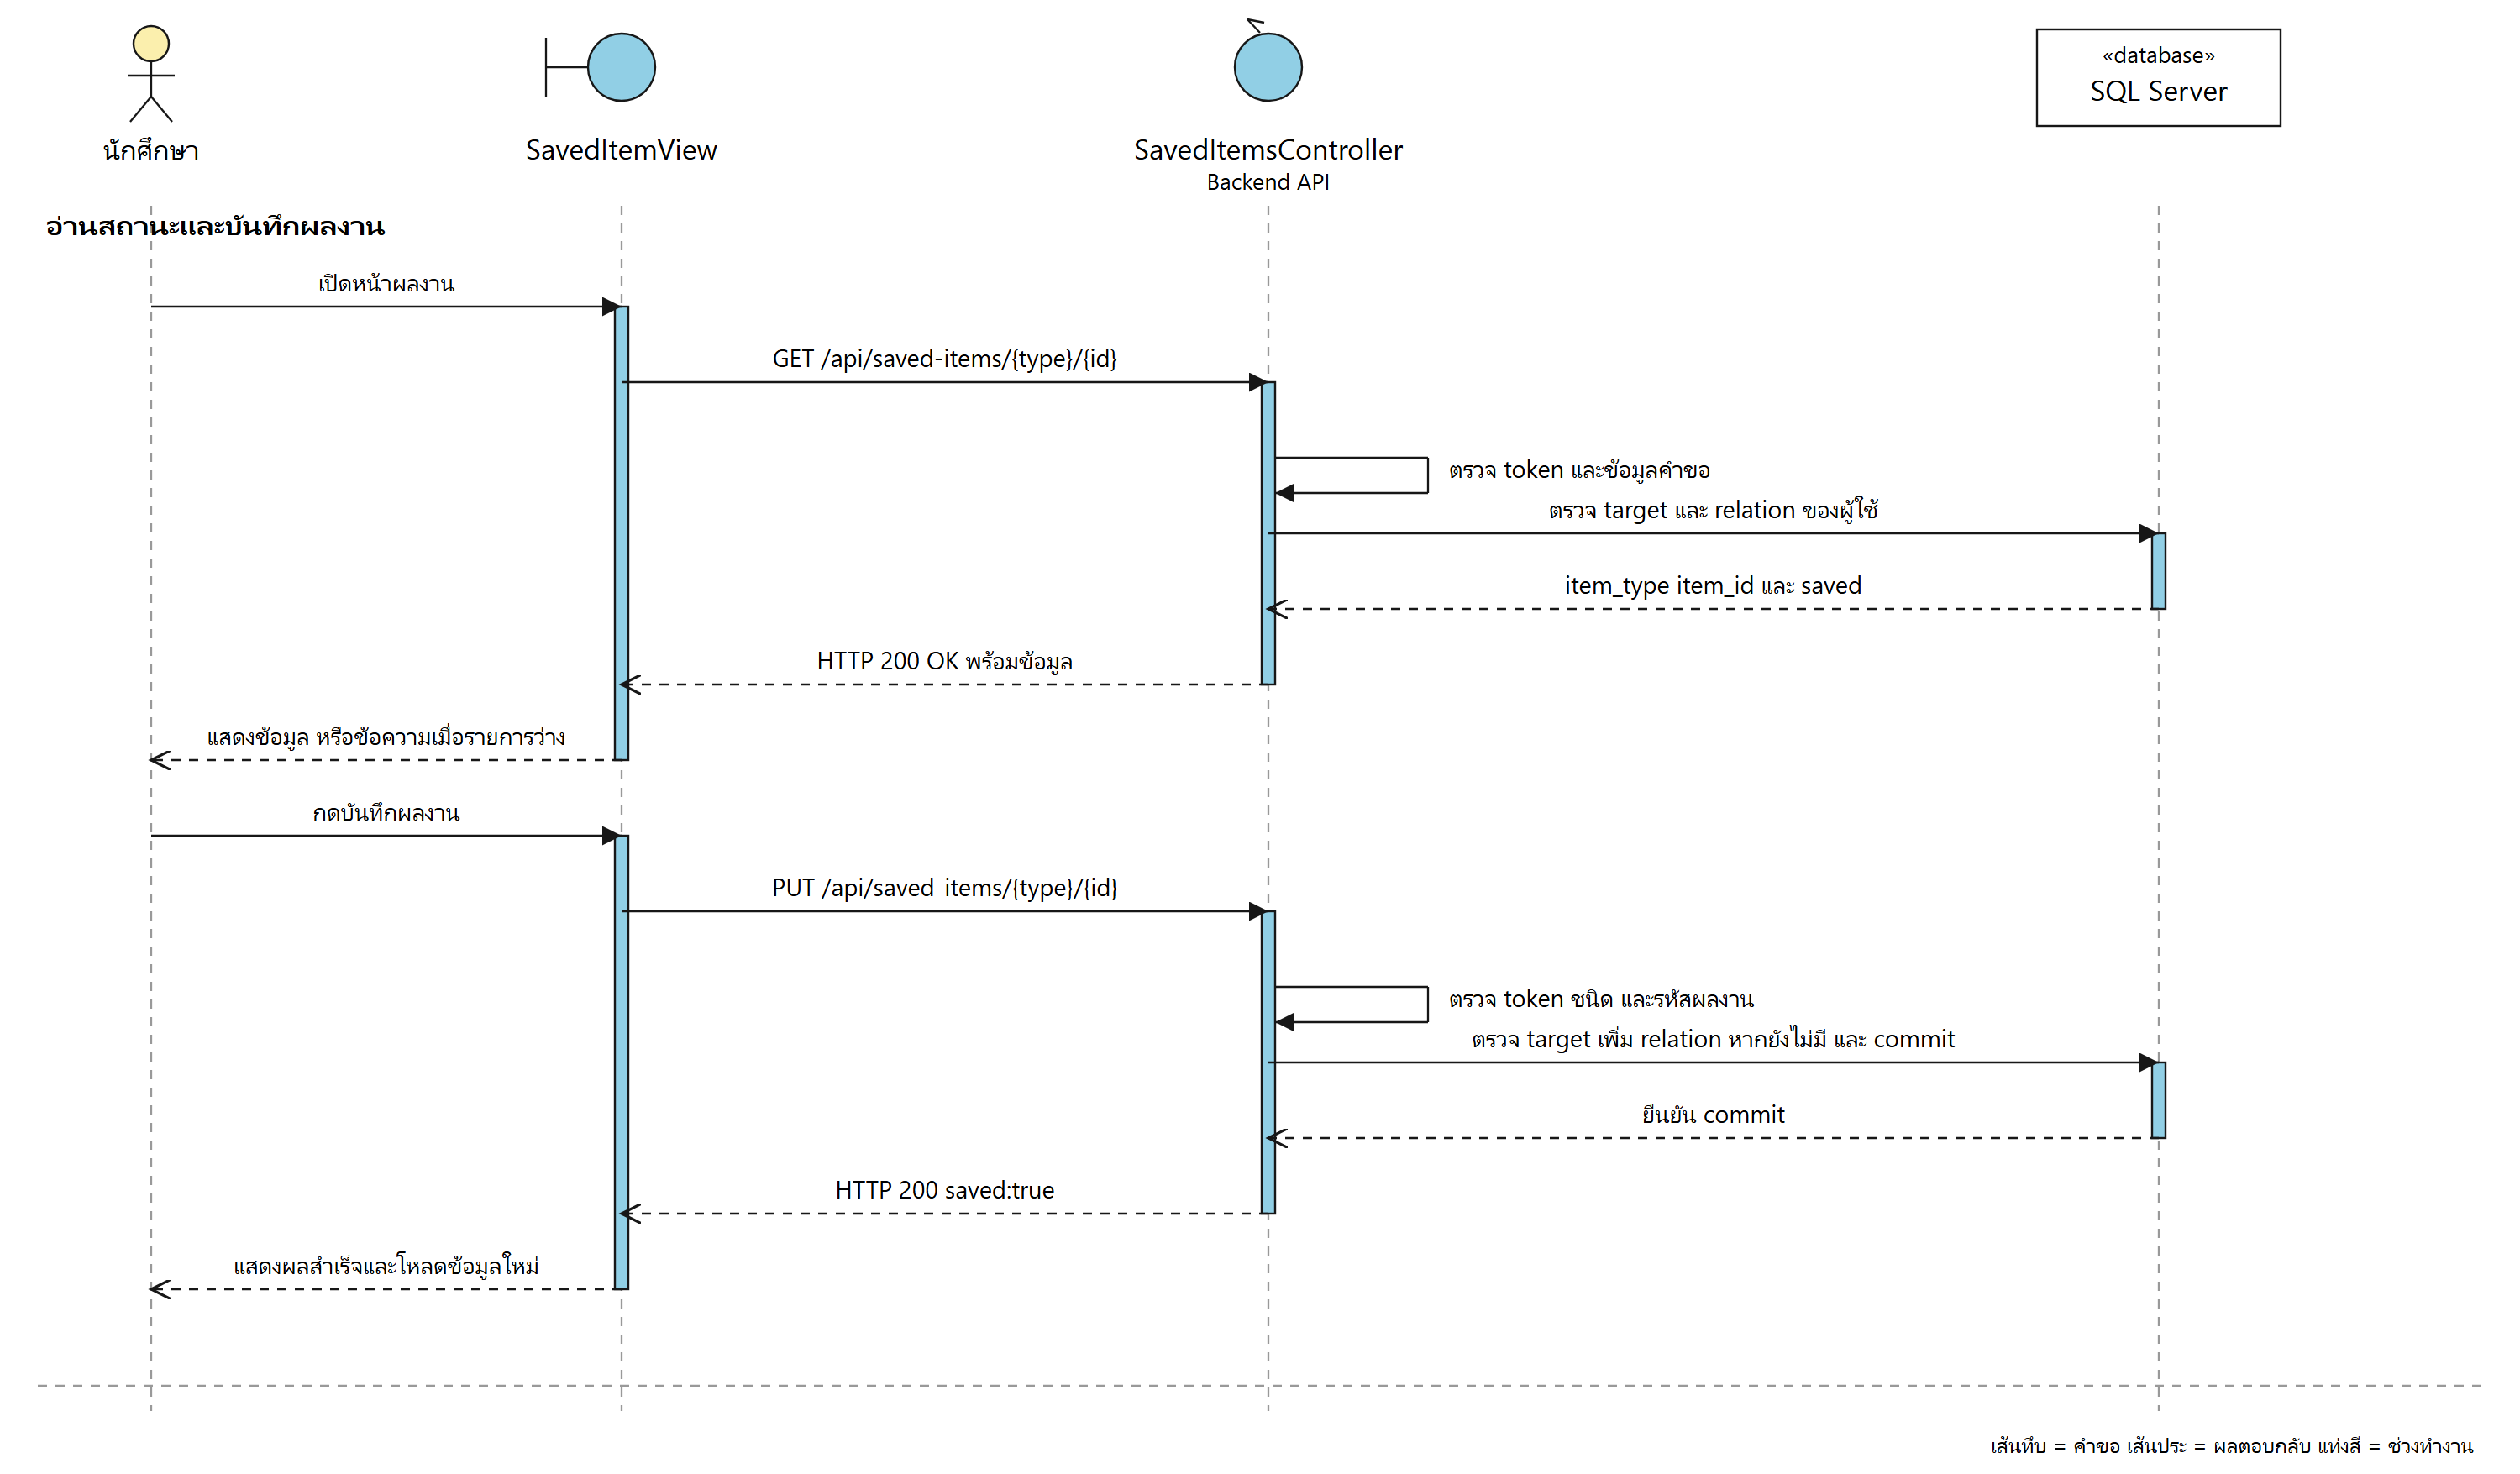 นักศึกษา
SavedItemView
SavedItemsController
Backend API
«database»
SQL Server
อ่านสถานะและบันทึกผลงาน
เปิดหน้าผลงาน
GET /api/saved-items/{type}/{id}
ตรวจ token และข้อมูลคำขอ
ตรวจ target และ relation ของผู้ใช้
item_type item_id และ saved
HTTP 200 OK พร้อมข้อมูล
แสดงข้อมูล หรือข้อความเมื่อรายการว่าง
กดบันทึกผลงาน
PUT /api/saved-items/{type}/{id}
ตรวจ token ชนิด และรหัสผลงาน
ตรวจ target เพิ่ม relation หากยังไม่มี และ commit
ยืนยัน commit
HTTP 200 saved:true
แสดงผลสำเร็จและโหลดข้อมูลใหม่
เส้นทึบ = คำขอ เส้นประ = ผลตอบกลับ แท่งสี = ช่วงทำงาน